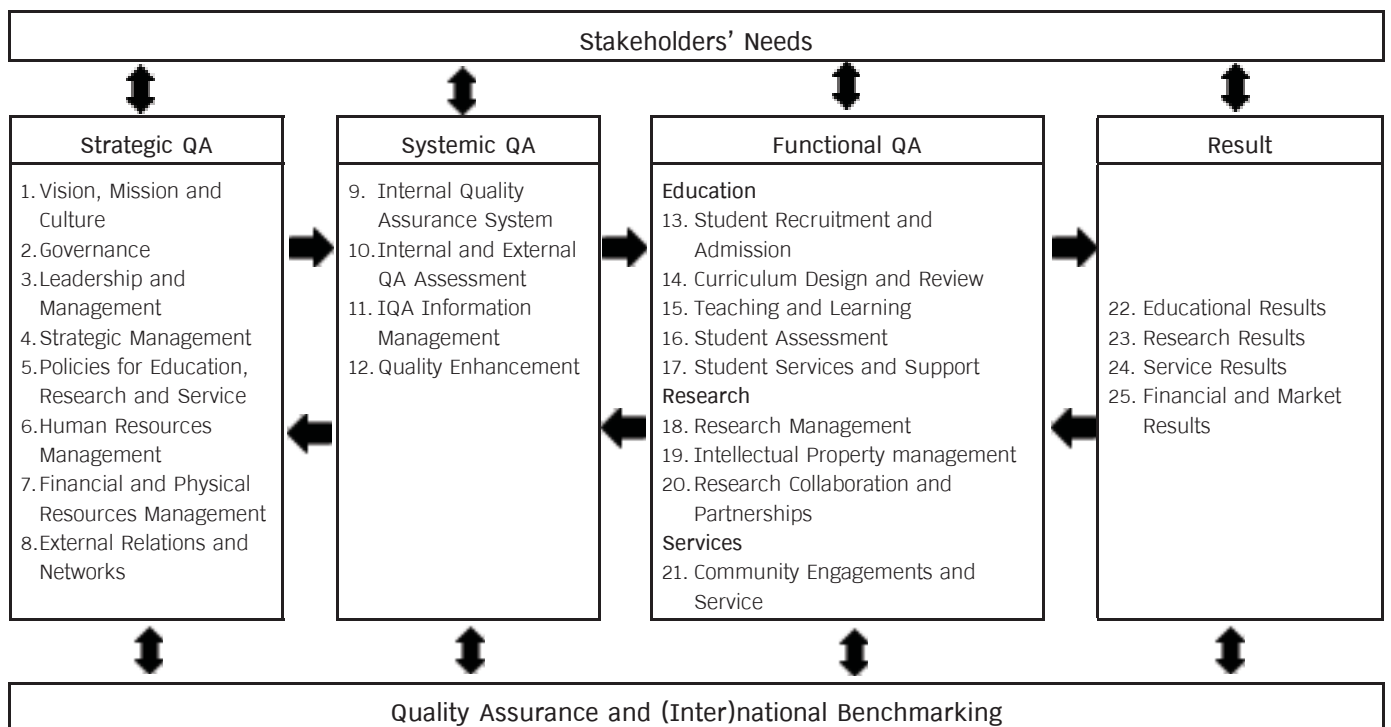 Stakeholders' Needs
Strategic QA
1. Vision, Mission and
Culture
2. Governance
3. Leadership and
Management
4. Strategic Management
5. Policies for Education,
Research and Service
6. Human Resources
Management
7. Financial and Physical
Resources Management
8. External Relations and
Networks
Systemic QA
9. Internal Quality
Assurance System
10. Internal and External
QA Assessment
11. IQA Information
Management
12. Quality Enhancement
Functional QA
Education
13. Student Recruitment and
Admission
14. Curriculum Design and Review
15. Teaching and Learning
16. Student Assessment
17. Student Services and Support
Research
18. Research Management
19. Intellectual Property management
20. Research Collaboration and
Partnerships
Services
21. Community Engagements and
Service
Result
22. Educational Results
23. Research Results
24. Service Results
25. Financial and Market
Results
Quality Assurance and (Inter)national Benchmarking